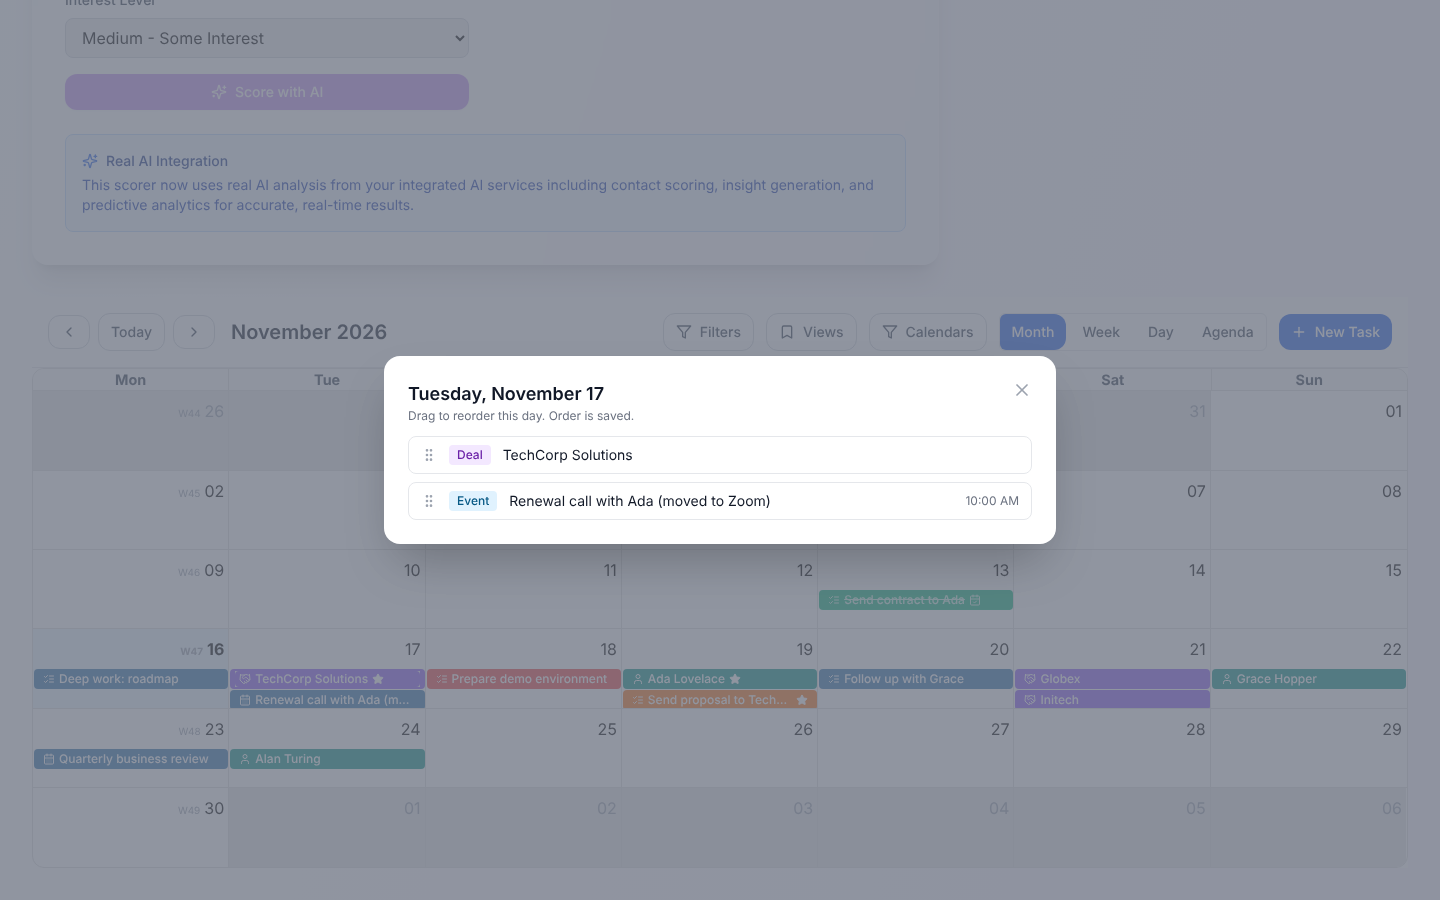 Interest Level
Medium - Some Interest
Score with AI
Real AI Integration
This scorer now uses real AI analysis from your integrated AI services including contact scoring, insight generation, and
predictive analytics for accurate, real-time results.
Today
November 2026
Filters
Views
Calendars
Month
Week
Day
Agenda
New Task
Mon
Tue
Sat
Sun
W44 26
31
01
Tuesday, November 17
Drag to reorder this day. Order is saved.
Deal
TechCorp Solutions
Event
Renewal call with Ada (moved to Zoom)
10:00 AM
W45 02
07
08
W46 09
10
11
12
13
14
15
Send contract to Ada
W47 16
17
18
19
20
21
22
Deep work: roadmap
TechCorp Solutions
Prepare demo environment
Ada Lovelace
Follow up with Grace
Globex
Grace Hopper
Renewal call with Ada (m...
Send proposal to Tech...
Initech
W48 23
24
25
26
27
28
29
Quarterly business review
Alan Turing
W49 30
01
02
03
04
05
06